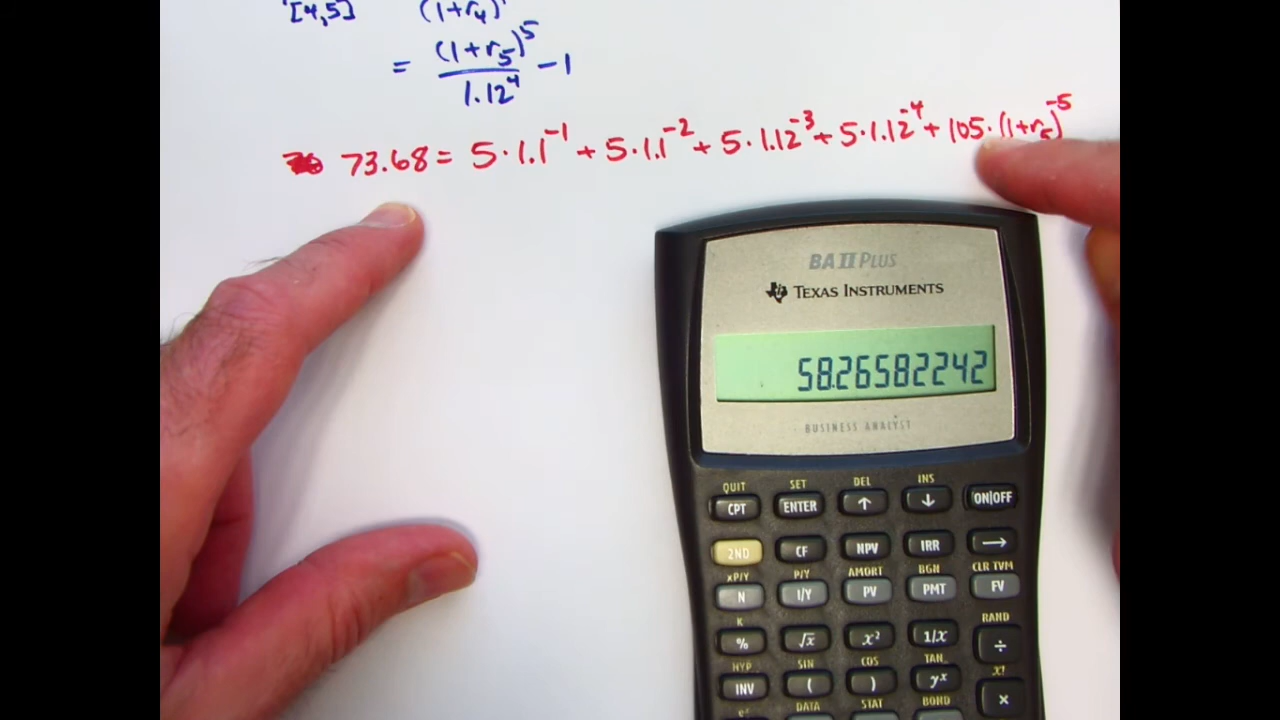 [4,5] (1+r₄)
= (1+r₅)⁵ / 1.12⁴ - 1
73.68 = 5·1.1⁻¹ + 5·1.1⁻² + 5·1.12⁻³ + 5·1.12⁻⁴ + 105·(1+r₅)⁻⁵
BA II PLUS
TEXAS INSTRUMENTS
58.26582242
BUSINESS ANALYST
QUIT SET DEL INS
CPT ENTER ↑ ↓ ON|OFF
2ND CF NPV IRR →
xP/Y P/Y AMORT BGN CLR TVM
N I/Y PV PMT FV
K RAND
% √x x² 1/x ÷
HYP SIN COS TAN x!
INV ( ) yˣ ×
eˣ DATA STAT BOND